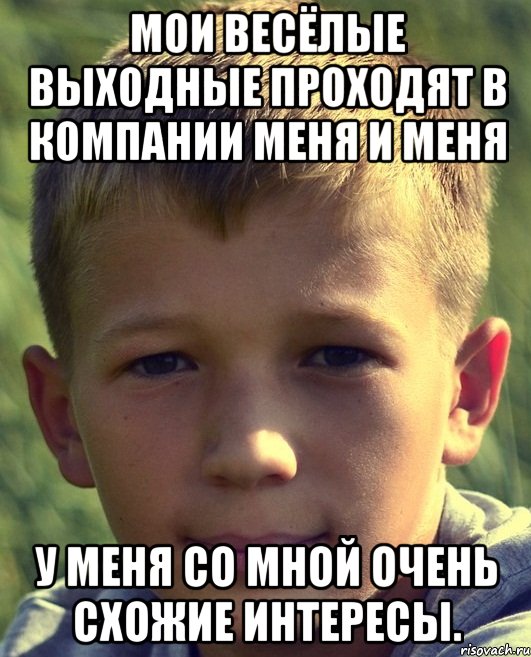 МОИ ВЕСЁЛЫЕ
ВЫХОДНЫЕ ПРОХОДЯТ В
КОМПАНИИ МЕНЯ И МЕНЯ
У МЕНЯ СО МНОЙ ОЧЕНЬ
СХОЖИЕ ИНТЕРЕСЫ.
risovach.ru